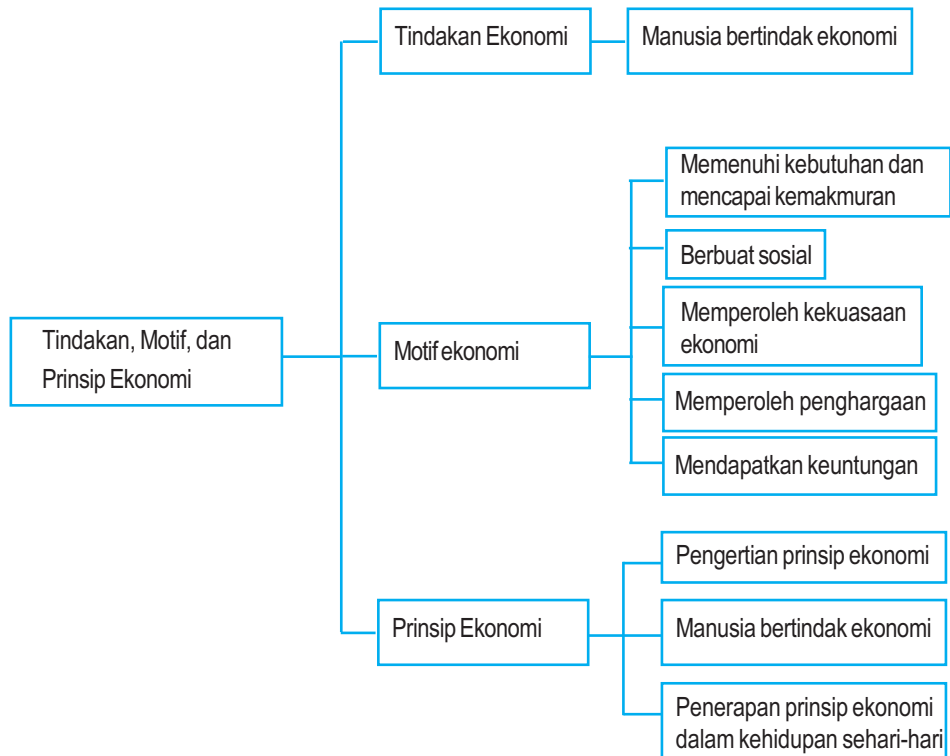 Tindakan, Motif, dan
Prinsip Ekonomi
Tindakan Ekonomi
Manusia bertindak ekonomi
Motif ekonomi
Memenuhi kebutuhan dan
mencapai kemakmuran
Berbuat sosial
Memperoleh kekuasaan
ekonomi
Memperoleh penghargaan
Mendapatkan keuntungan
Prinsip Ekonomi
Pengertian prinsip ekonomi
Manusia bertindak ekonomi
Penerapan prinsip ekonomi
dalam kehidupan sehari-hari